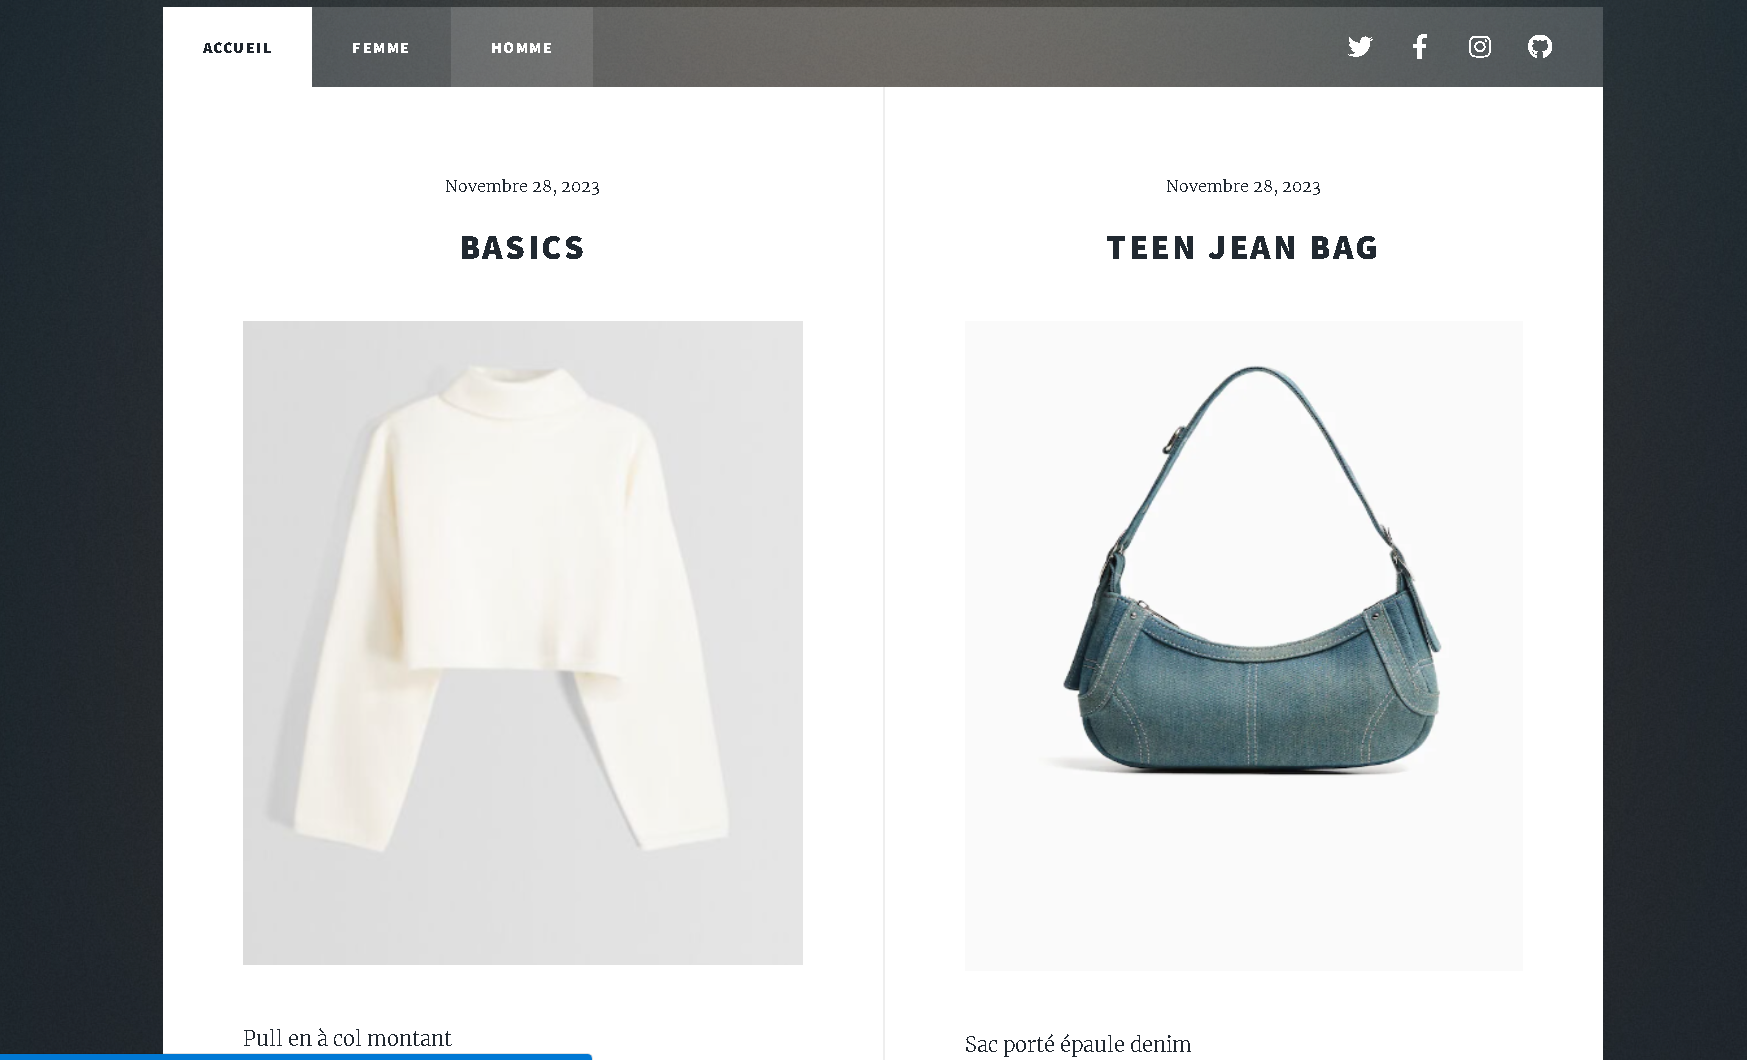 ACCUEIL FEMME HOMME
Novembre 28, 2023
BASICS
Pull en à col montant
Novembre 28, 2023
TEEN JEAN BAG
Sac porté épaule denim